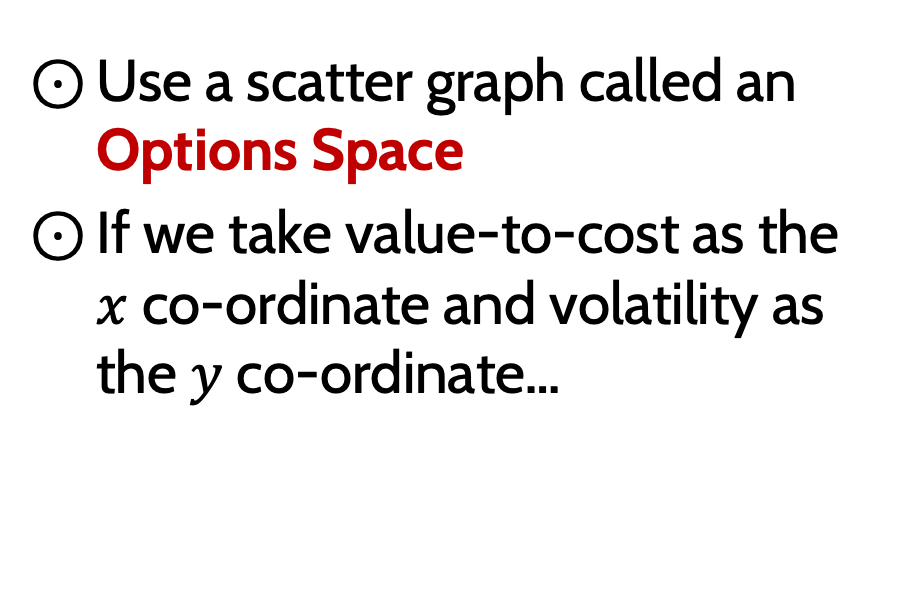 ⊙ Use a scatter graph called an
Options Space
⊙ If we take value-to-cost as the
x co-ordinate and volatility as
the y co-ordinate...